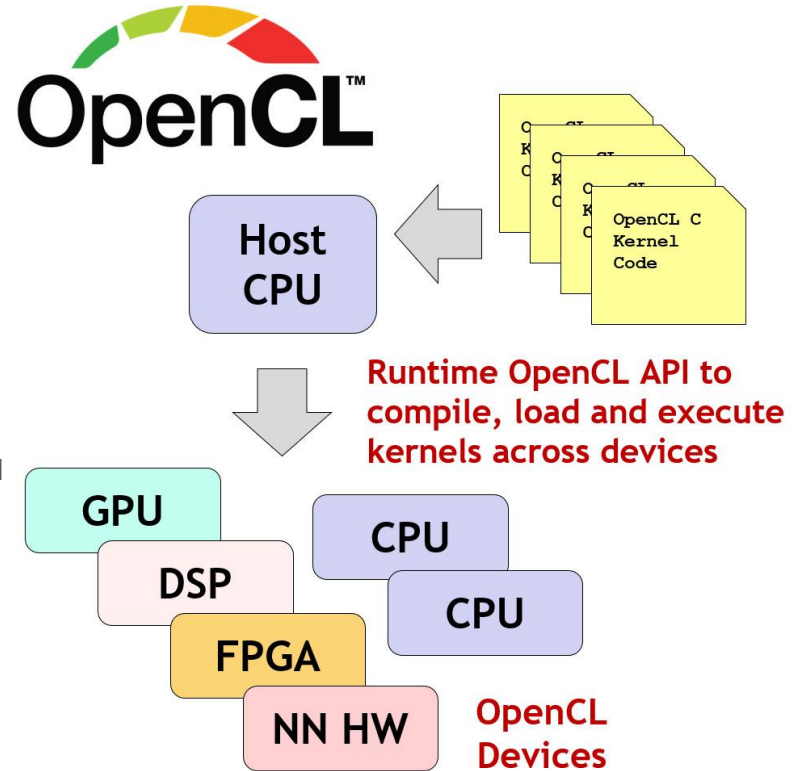 OpenCL™
O
K
C
C
K
C
C
K
C
OpenCL C
Kernel
Code
Host
CPU
Runtime OpenCL API to
compile, load and execute
kernels across devices
GPU
CPU
DSP
CPU
FPGA
NN HW
OpenCL
Devices